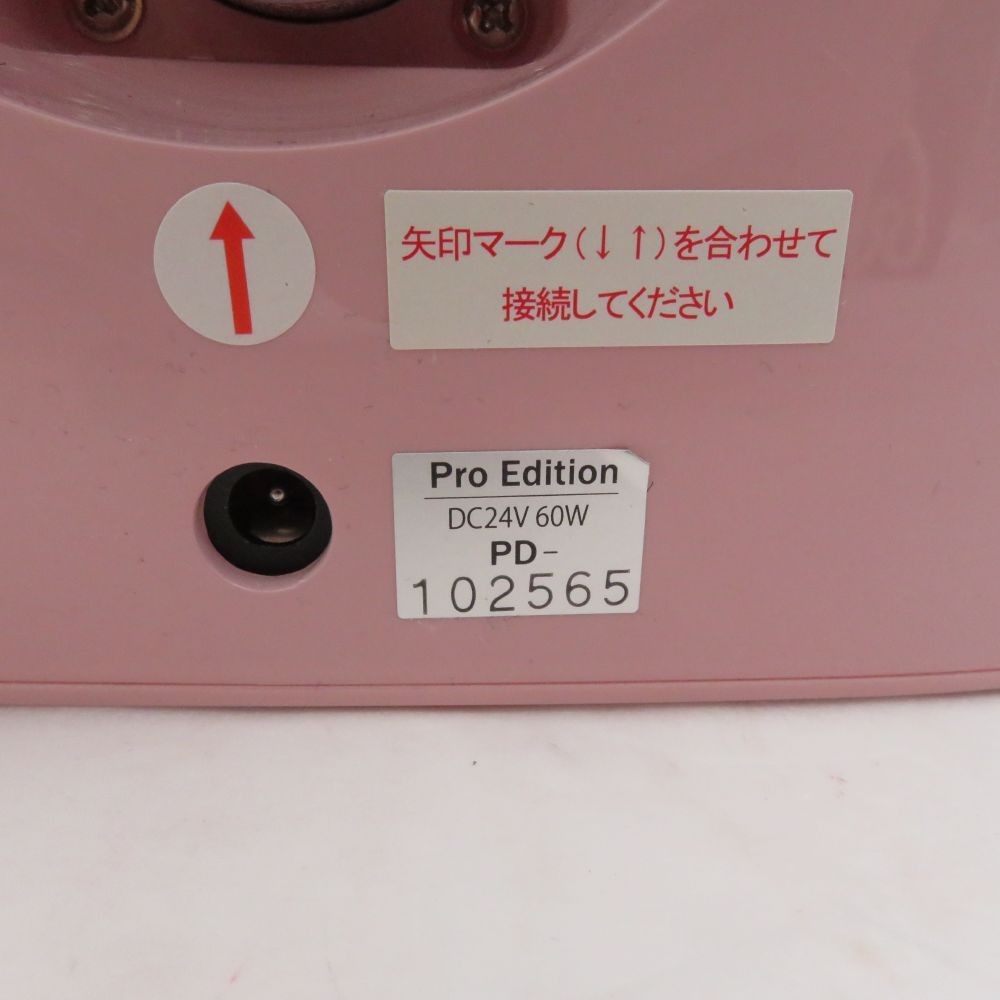 矢印マーク(↓↑)を合わせて
接続してください
Pro Edition
DC24V 60W
PD-
102565